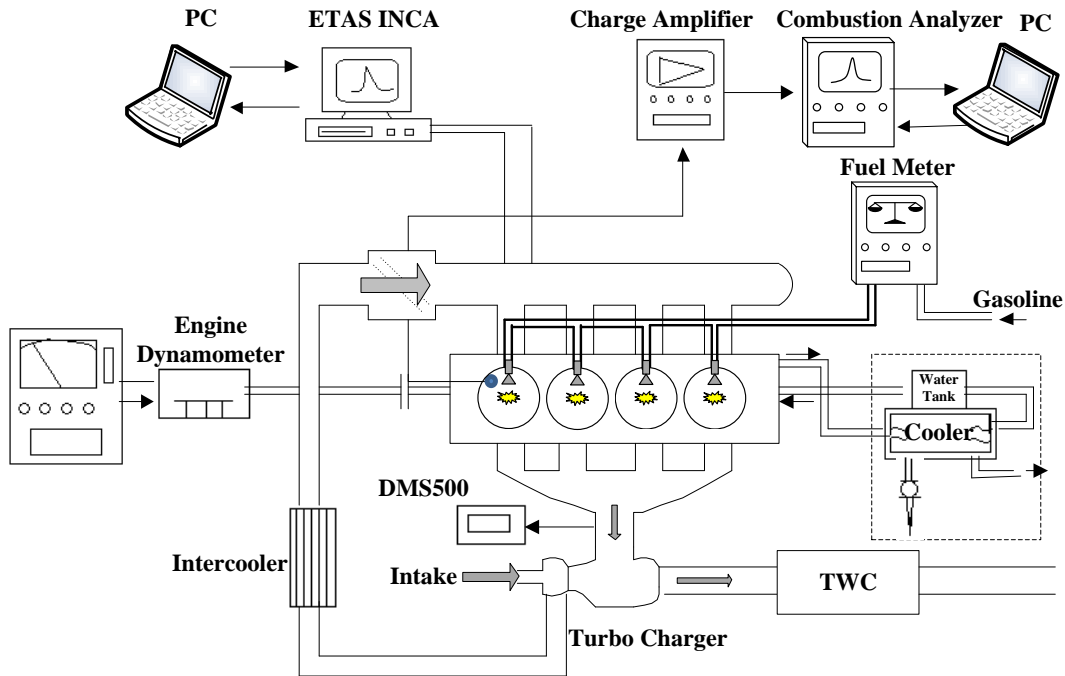 PC
ETAS INCA
Charge Amplifier
Combustion Analyzer
PC
Fuel Meter
Gasoline
Engine
Dynamometer
Water
Tank
Cooler
DMS500
Intercooler
Intake
TWC
Turbo Charger